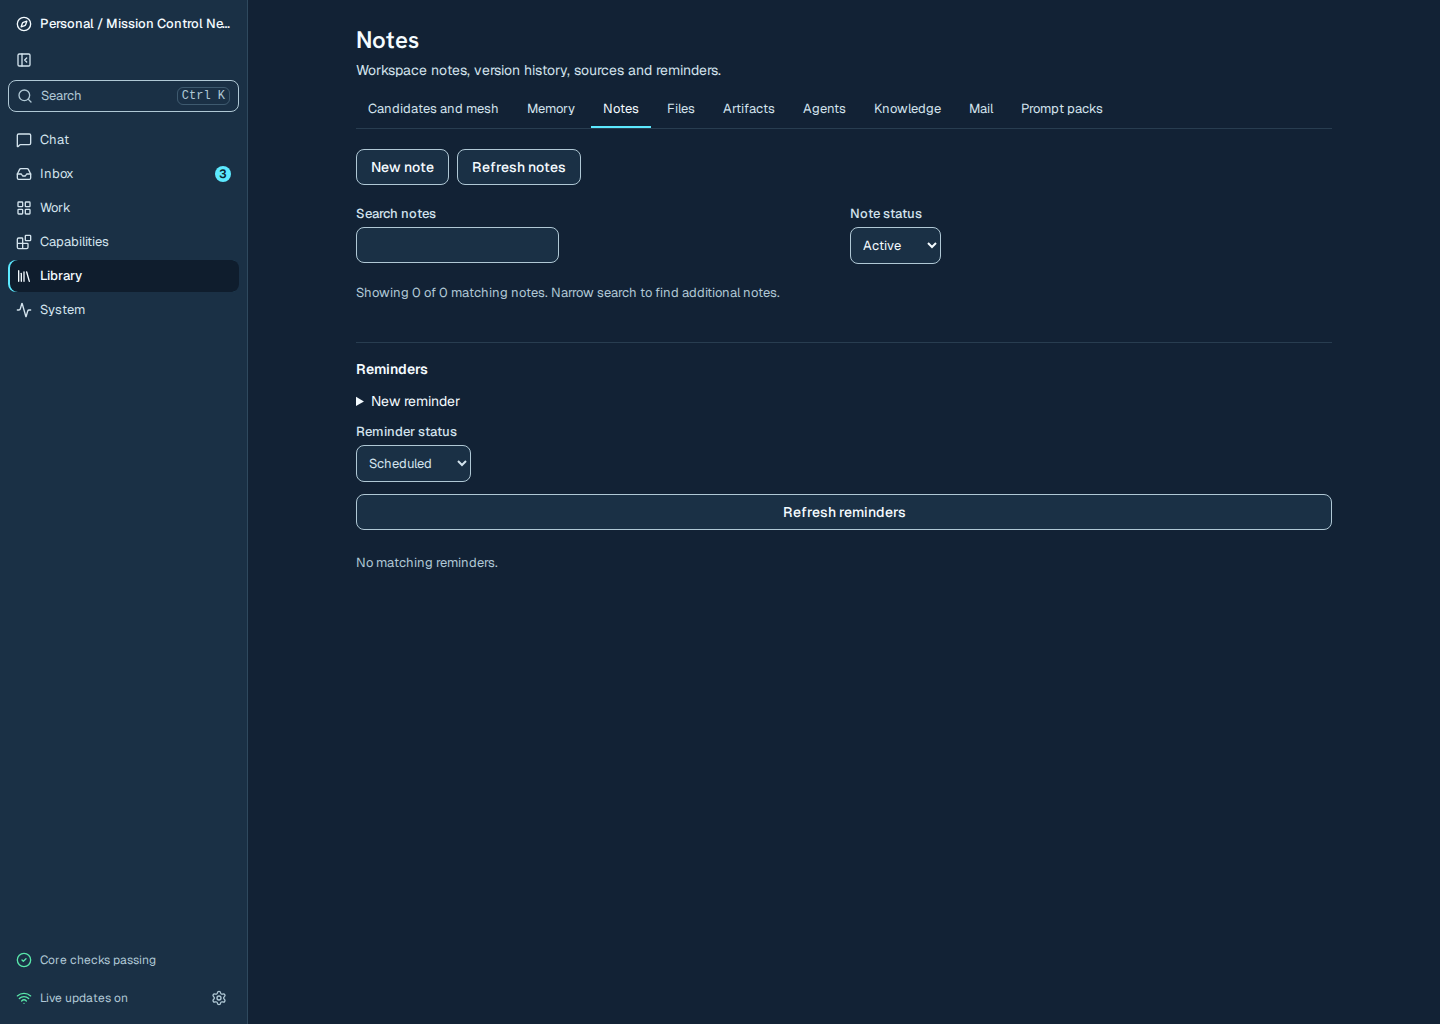 Personal / Mission Control Ne...
Search Ctrl K
Chat
Inbox 3
Work
Capabilities
Library
System
Core checks passing
Live updates on
Notes
Workspace notes, version history, sources and reminders.
Candidates and mesh Memory Notes Files Artifacts Agents Knowledge Mail Prompt packs
New note Refresh notes
Search notes Note status
Active
Showing 0 of 0 matching notes. Narrow search to find additional notes.
Reminders
New reminder
Reminder status
Scheduled
Refresh reminders
No matching reminders.